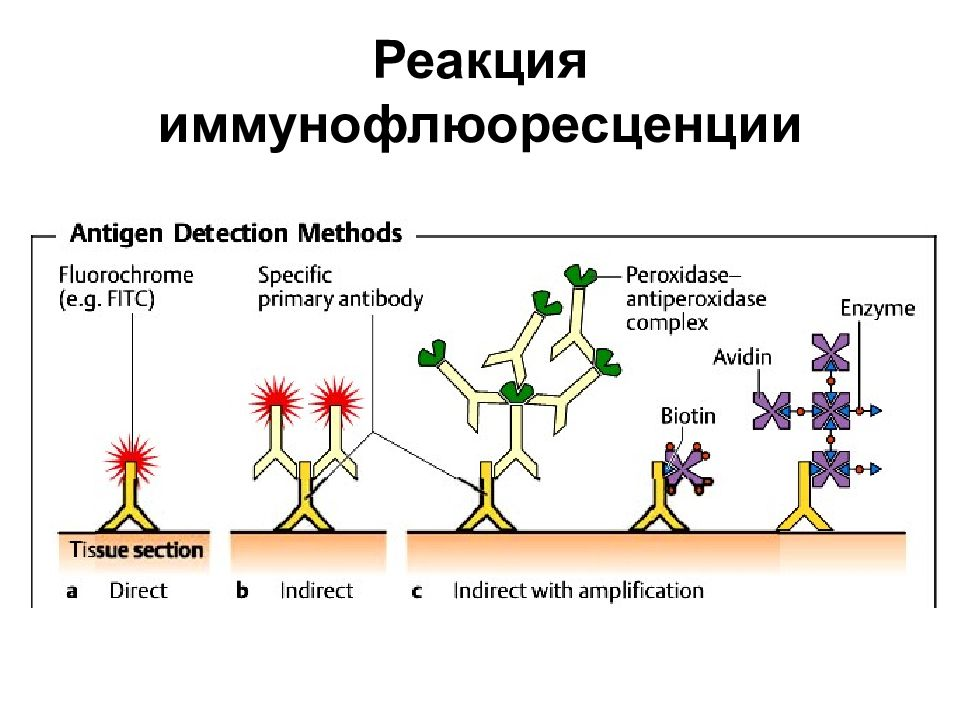 Реакция
иммунофлюоресценции
Antigen Detection Methods
Fluorochrome
(e.g. FITC)
Specific
primary antibody
Peroxidase–
antiperoxidase
complex
Enzyme
Avidin
Biotin
Tissue section
a Direct
b Indirect
c Indirect with amplification